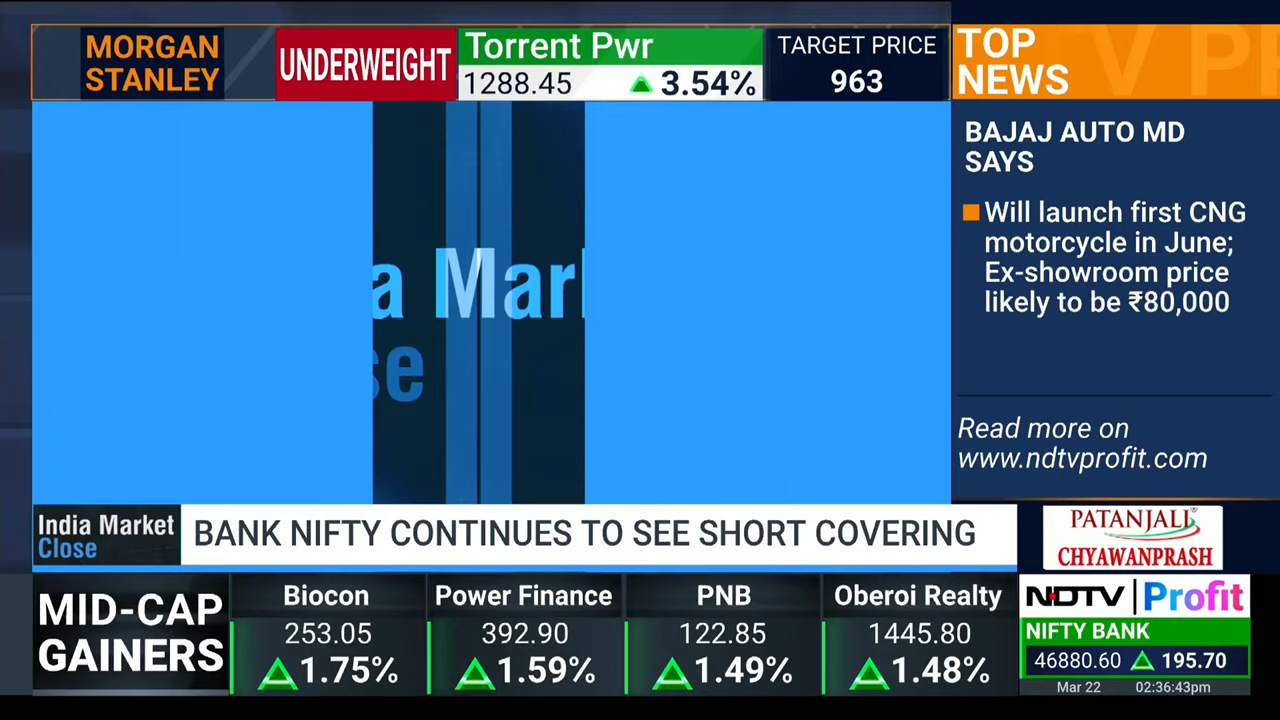 MORGAN
STANLEY
UNDERWEIGHT
Torrent Pwr
1288.45 3.54%
TARGET PRICE
963
TOP
NEWS
BAJAJ AUTO MD
SAYS
Will launch first CNG
motorcycle in June;
Ex-showroom price
likely to be ₹80,000
Read more on
www.ndtvprofit.com
a Mar
se
India Market
Close
BANK NIFTY CONTINUES TO SEE SHORT COVERING
PATANJALI
CHYAWANPRASH
MID-CAP
GAINERS
Biocon
253.05
1.75%
Power Finance
392.90
1.59%
PNB
122.85
1.49%
Oberoi Realty
1445.80
1.48%
NDTV Profit
NIFTY BANK
46880.60 195.70
Mar 22 02:36:43pm